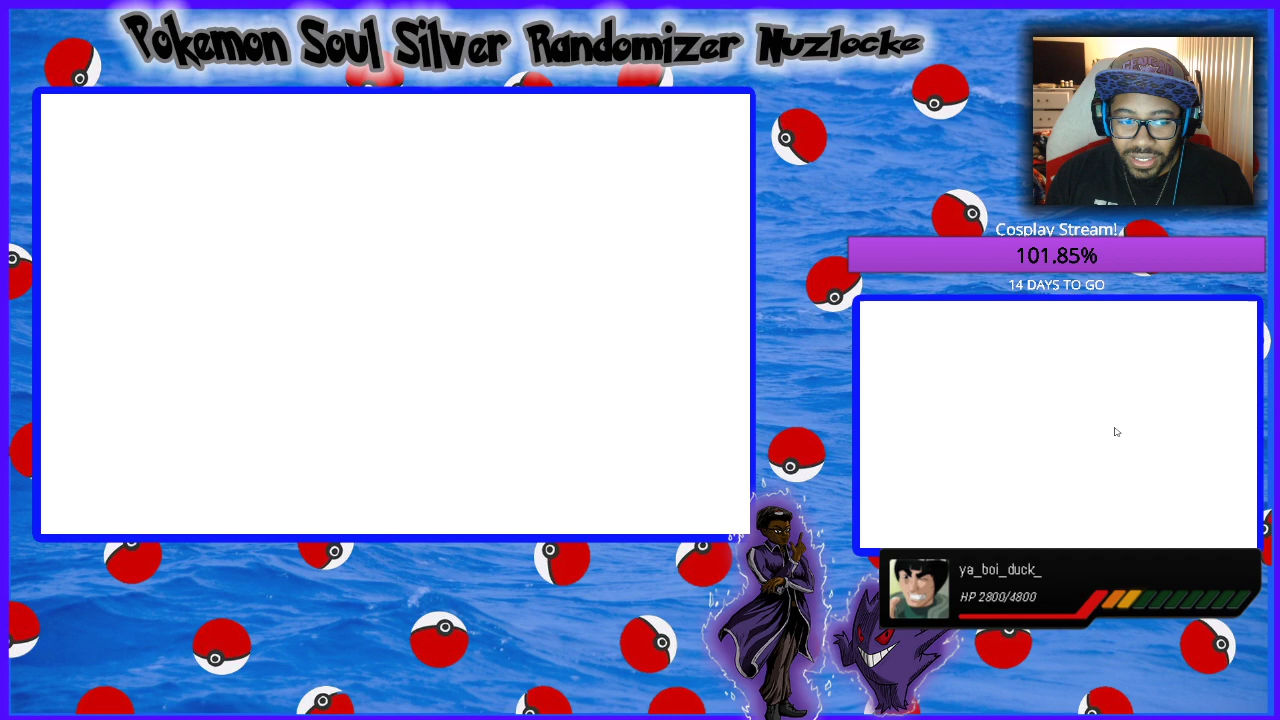 Pokemon Soul Silver Randomizer Nuzlocke
Cosplay Stream!
101.85%
14 DAYS TO GO
ya_boi_duck_
HP 2800/4800